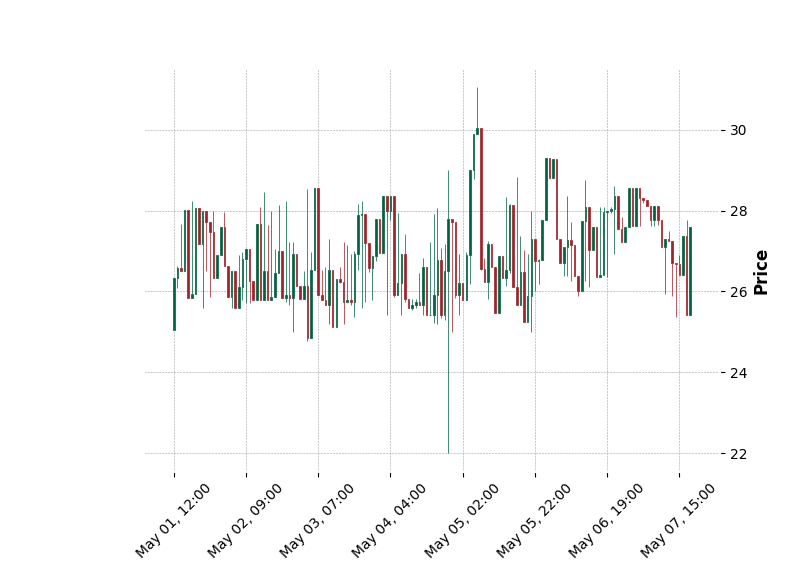 30
28
26
24
22
Price
May 01, 12:00
May 02, 09:00
May 03, 07:00
May 04, 04:00
May 05, 02:00
May 05, 22:00
May 06, 19:00
May 07, 15:00